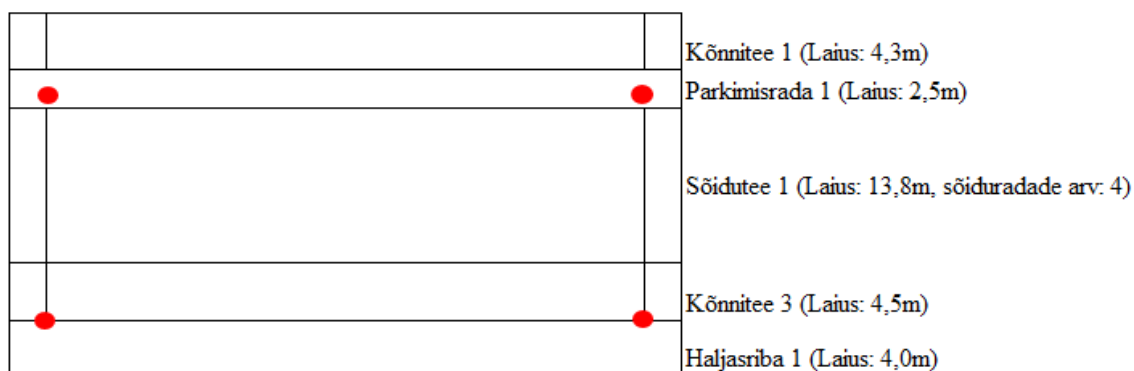 Kõnnitee 1 (Laius: 4,3m)
Parkimisrada 1 (Laius: 2,5m)
Sõidutee 1 (Laius: 13,8m, sõiduradade arv: 4)
Kõnnitee 3 (Laius: 4,5m)
Haljasriba 1 (Laius: 4,0m)